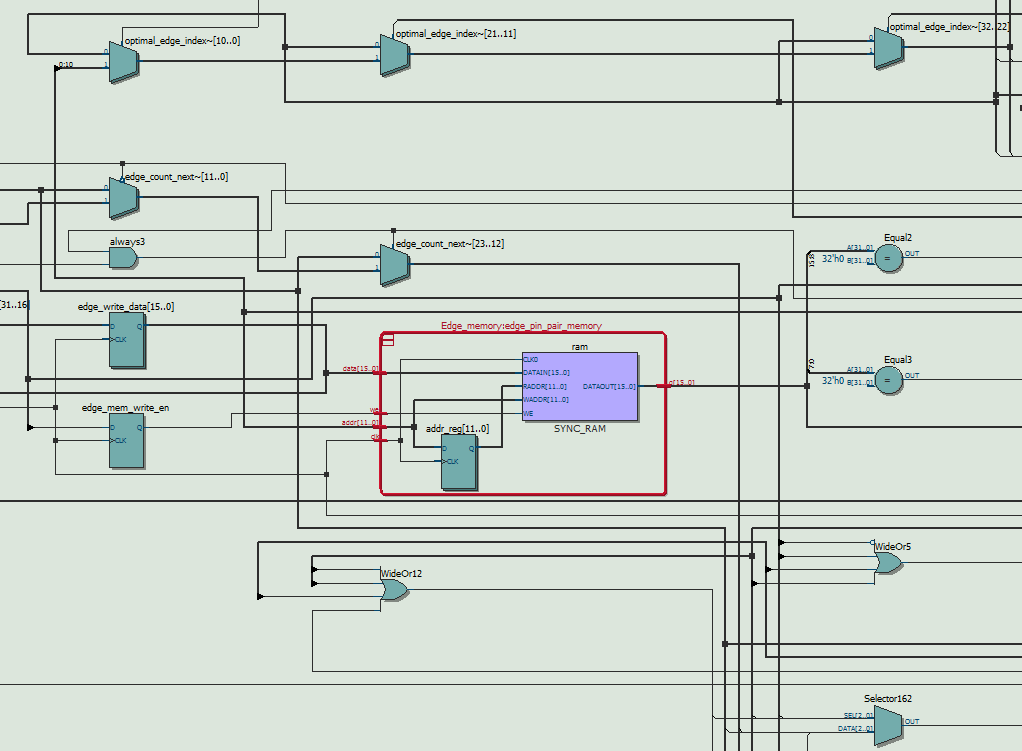 optimal_edge_index~[10..0]
0
1
0:10
optimal_edge_index~[21..11]
0
1
optimal_edge_index~[32..22]
0
1
edge_count_next~[11..0]
0
1
always3
edge_count_next~[23..12]
0
1
Equal2
A[31..0]
32'h0 B[31..0]
OUT
[31..16]
edge_write_data[15..0]
D Q
CLK
Edge_memory:edge_pin_pair_memory
ram
CLK0
DATAIN[15..0]
RADDR[11..0]
WADDR[11..0]
WE
DATAOUT[15..0]
SYNC_RAM
data[15..0]
we
addr[11..0]
clk
q[15..0]
addr_reg[11..0]
D Q
CLK
Equal3
A[31..0]
32'h0 B[31..0]
OUT
edge_mem_write_en
D Q
CLK
WideOr12
WideOr5
Selector162
SEL[2..0]
DATA[2..0]
OUT